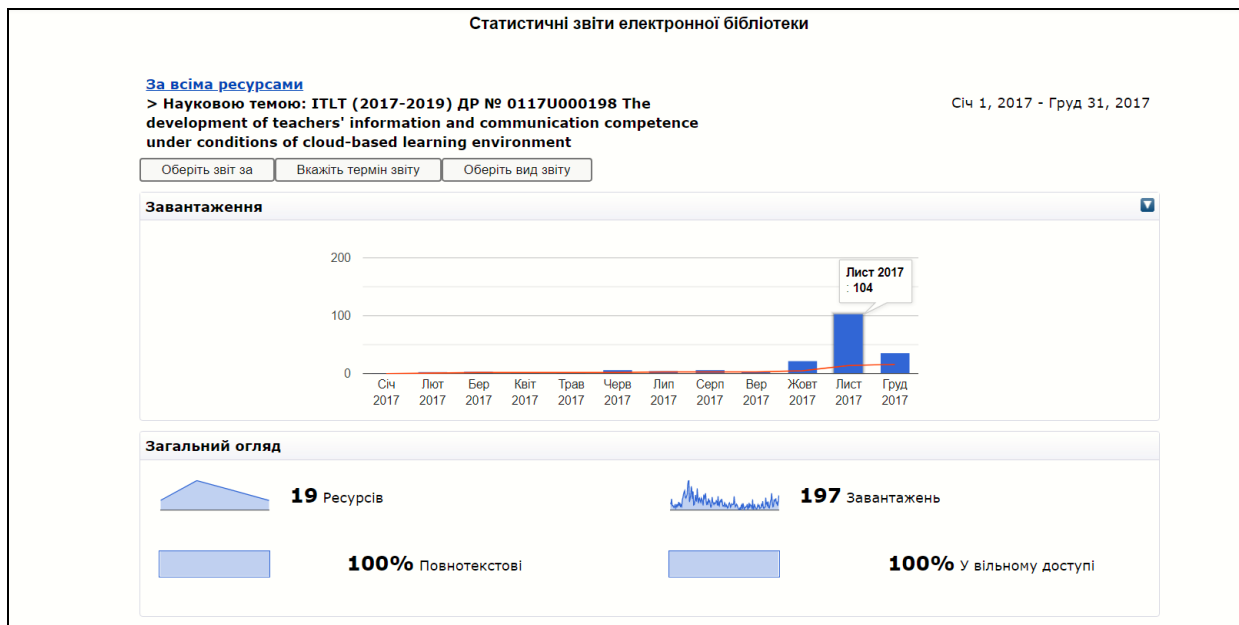 Статистичні звіти електронної бібліотеки
За всіма ресурсами
> Науковою темою: ITLT (2017-2019) ДР № 0117U000198 The
development of teachers' information and communication competence
under conditions of cloud-based learning environment
Січ 1, 2017 - Груд 31, 2017
Оберіть звіт за Вкажіть термін звіту Оберіть вид звіту
Завантаження
200
Лист 2017
: 104
100
0
Січ 2017 Лют 2017 Бер 2017 Квіт 2017 Трав 2017 Черв 2017 Лип 2017 Серп 2017 Вер 2017 Жовт 2017 Лист 2017 Груд 2017
Загальний огляд
19 Ресурсів
197 Завантажень
100% Повнотекстові
100% У вільному доступі